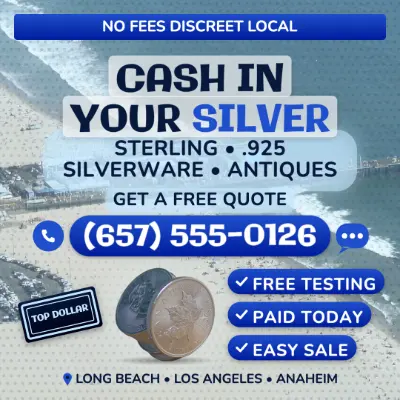 NO FEES DISCREET LOCAL
CASH IN
YOUR SILVER
STERLING • .925
SILVERWARE • ANTIQUES
GET A FREE QUOTE
(657) 555-0126
FREE TESTING
PAID TODAY
EASY SALE
TOP DOLLAR
LONG BEACH • LOS ANGELES • ANAHEIM